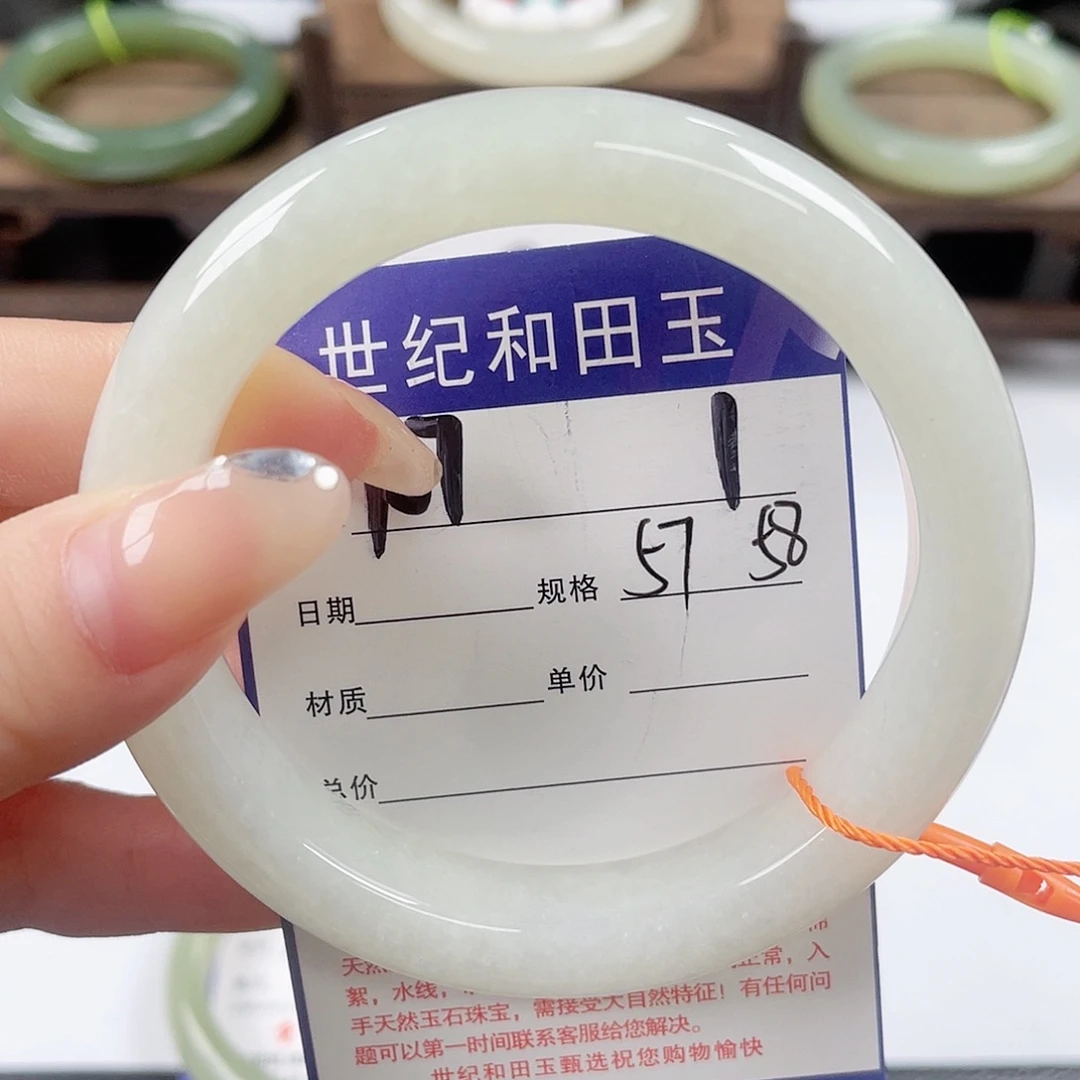 世纪和田玉
1
日期 规格 57 58
材质 单价
总价
天然 正常，入
絮，水线，
手天然玉石珠宝，需接受大自然特征！有任何问
题可以第一时间联系客服给您解决。
世纪和田玉甄选祝您购物愉快